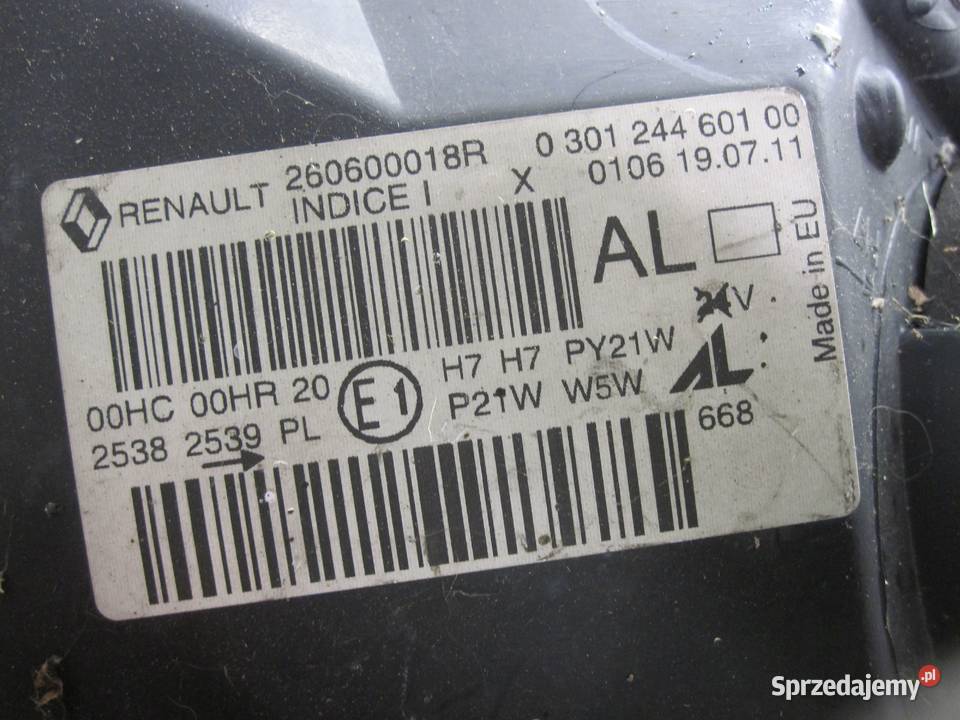 RENAULT 260600018R 0 301 244 601 00
INDICE I X 0106 19.07.11
AL
Made in EU
V
00HC 00HR 20 E1 H7 H7 PY21W
2538 2539 PL P21W W5W AL
668
Sprzedajemy.pl